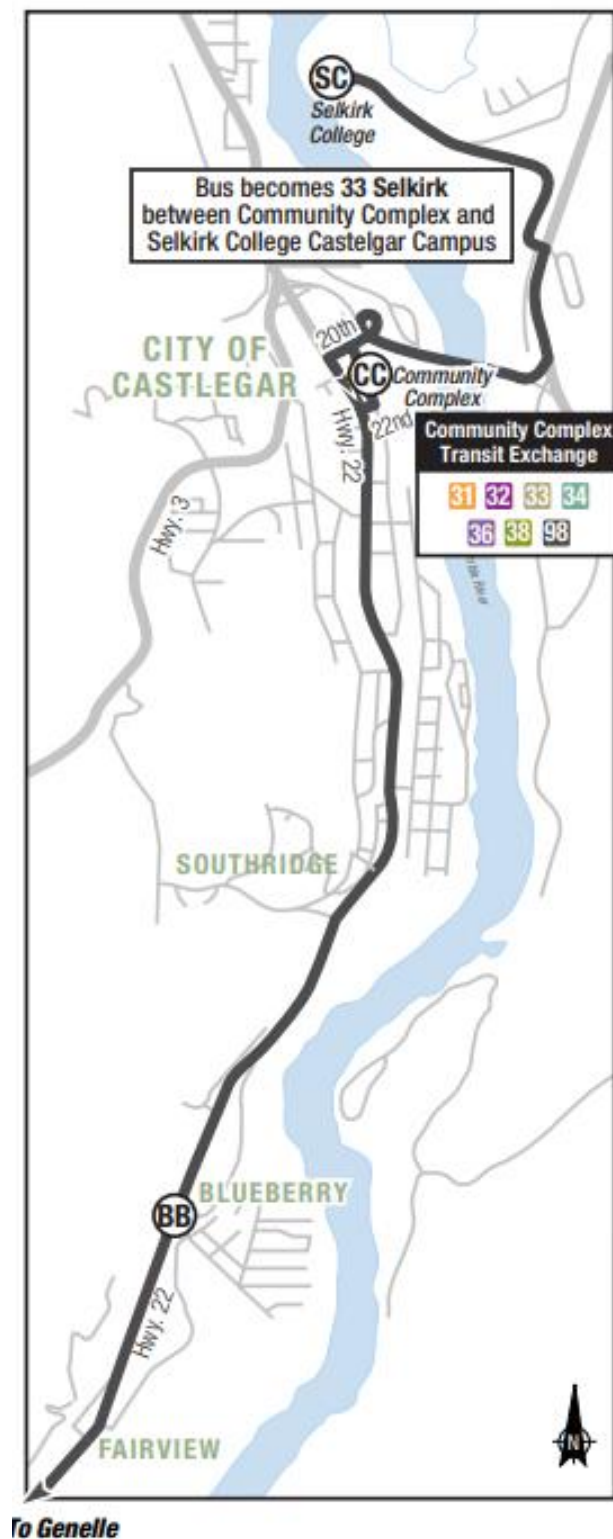 SC
Selkirk
College
Bus becomes 33 Selkirk
between Community Complex and
Selkirk College Castelgar Campus
20th
CITY OF
CASTLEGAR
CC Community
Complex
22nd
Hwy. 22
Community Complex
Transit Exchange
31 32 33 34
36 38 98
Hwy. 3
SOUTHRIDGE
BLUEBERRY
BB
Hwy. 22
FAIRVIEW
N
To Genelle